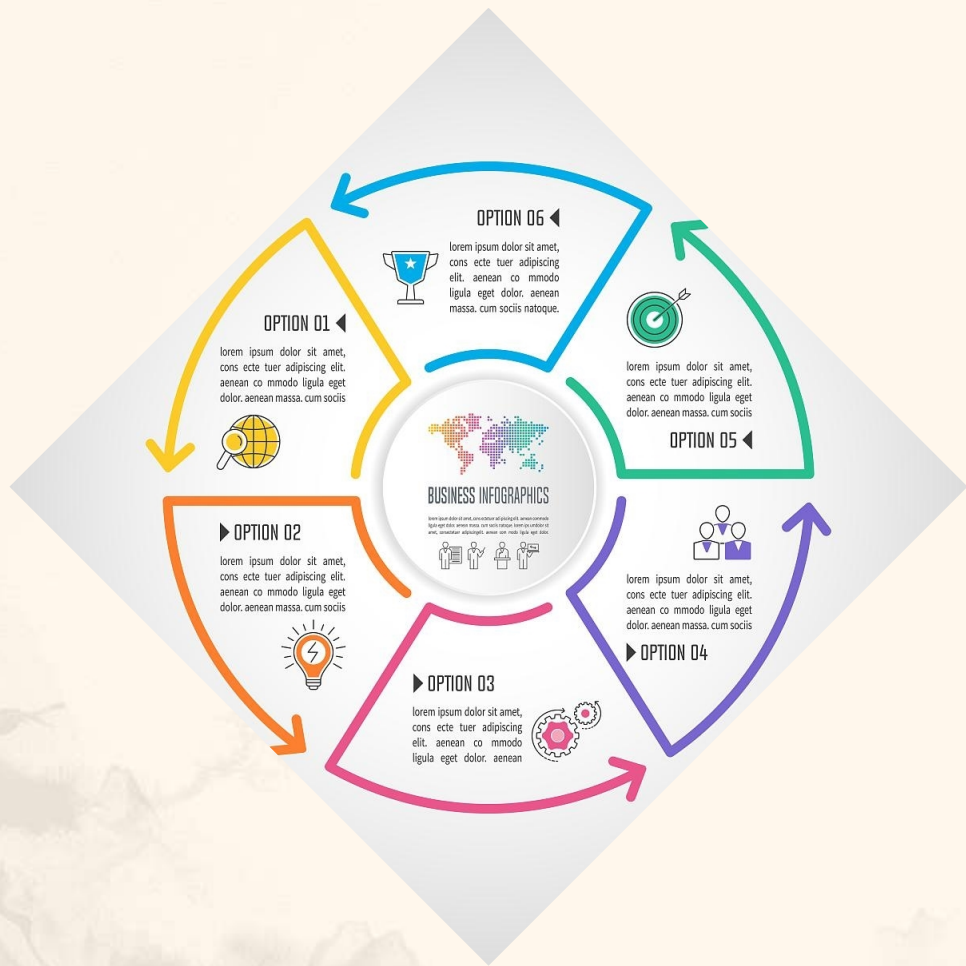 OPTION 06
lorem ipsum dolor sit amet,
cons ecte tuer adipiscing
elit. aenean co mmodo
ligula eget dolor. aenean
massa. cum sociis natoque.
OPTION 01
lorem ipsum dolor sit amet,
cons ecte tuer adipiscing elit.
aenean co mmodo ligula eget
dolor. aenean massa. cum sociis
lorem ipsum dolor sit amet,
cons ecte tuer adipiscing elit.
aenean co mmodo ligula eget
dolor. aenean massa. cum sociis
OPTION 05
BUSINESS INFOGRAPHICS
OPTION 02
lorem ipsum dolor sit amet,
cons ecte tuer adipiscing elit.
aenean co mmodo ligula eget
dolor. aenean massa. cum sociis
lorem ipsum dolor sit amet,
cons ecte tuer adipiscing elit.
aenean co mmodo ligula eget
dolor. aenean massa. cum sociis
OPTION 04
OPTION 03
lorem ipsum dolor sit amet,
cons ecte tuer adipiscing
elit. aenean co mmodo
ligula eget dolor. aenean